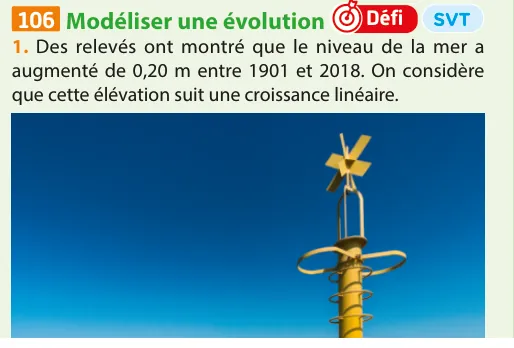 106 Modéliser une évolution Défi SVT
1. Des relevés ont montré que le niveau de la mer a
augmenté de 0,20 m entre 1901 et 2018. On considère
que cette élévation suit une croissance linéaire.